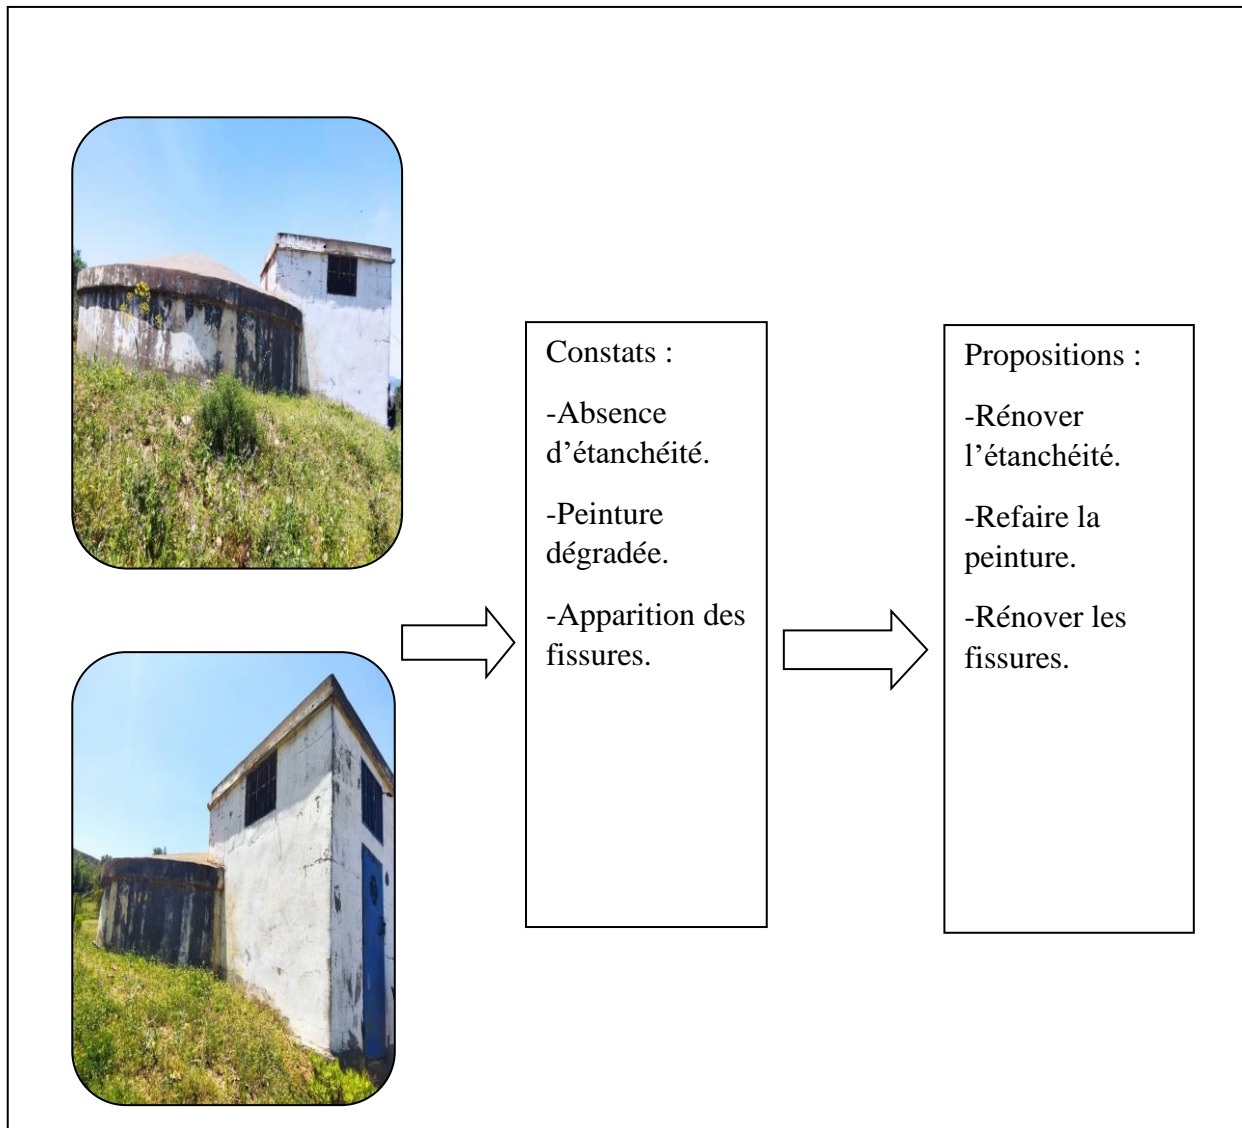 Constats :
-Absence
d’étanchéité.
-Peinture
dégradée.
-Apparition des
fissures.
Propositions :
-Rénover
l’étanchéité.
-Refaire la
peinture.
-Rénover les
fissures.